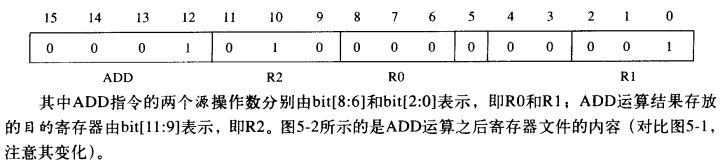 15 14 13 12 11 10 9 8 7 6 5 4 3 2 1 0
0 0 0 1 0 1 0 0 0 0 0 0 0 0 0 1
ADD R2 R0 R1
其中ADD指令的两个源操作数分别由bit[8:6]和bit[2:0]表示，即R0和R1；ADD运算结果存放
的目的寄存器由bit[11:9]表示，即R2。图5-2所示的是ADD运算之后寄存器文件的内容（对比图5-1，
注意其变化）。